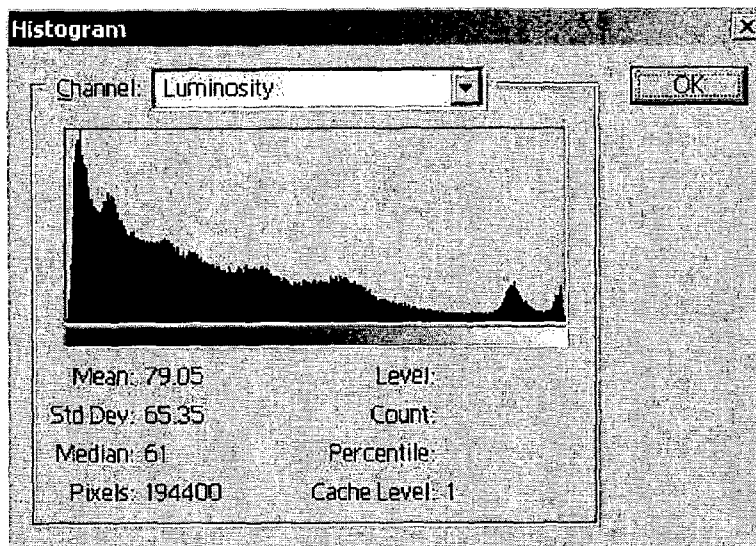 Histogram
Channel: Luminosity
OK
Mean: 79.05
Level:
Std Dev: 65.35
Count:
Median: 61
Percentile:
Pixels: 194400
Cache Level: 1